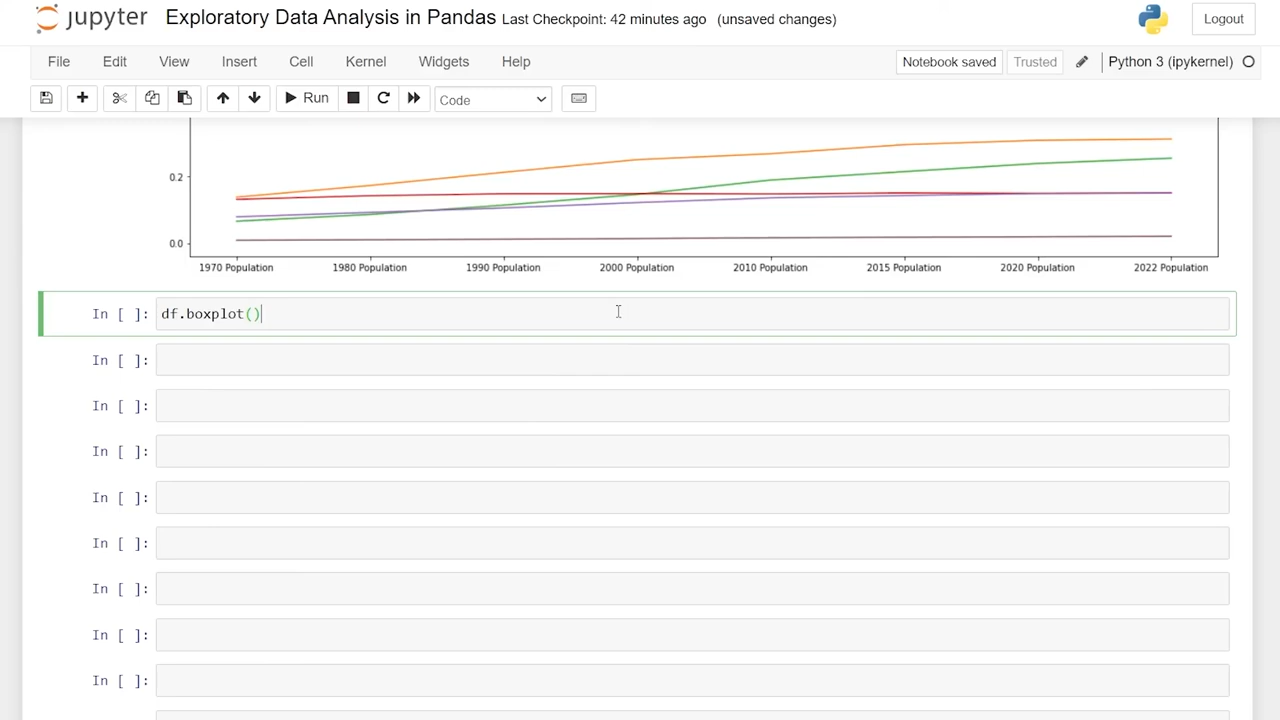 jupyter Exploratory Data Analysis in Pandas Last Checkpoint: 42 minutes ago (unsaved changes) Logout
File Edit View Insert Cell Kernel Widgets Help Notebook saved Trusted Python 3 (ipykernel)
Run Code
0.2
0.0
1970 Population 1980 Population 1990 Population 2000 Population 2010 Population 2015 Population 2020 Population 2022 Population
In [ ]: df.boxplot()
In [ ]:
In [ ]:
In [ ]:
In [ ]:
In [ ]:
In [ ]:
In [ ]:
In [ ]: